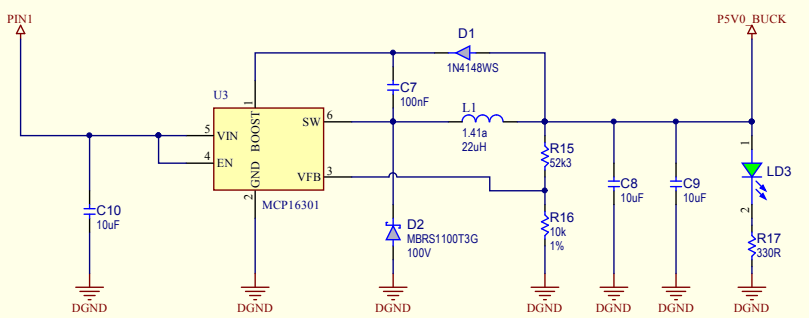 PIN1
P5V0_BUCK
D1
1N4148WS
U3
C7
100nF
1
BOOST
5
VIN
4
EN
SW
6
VFB
3
GND
2
MCP16301
L1
1.41a
22uH
R15
52k3
R16
10k
1%
D2
MBRS1100T3G
100V
C10
10uF
C8
10uF
C9
10uF
1
LD3
2
R17
330R
DGND
DGND
DGND
DGND
DGND
DGND
DGND